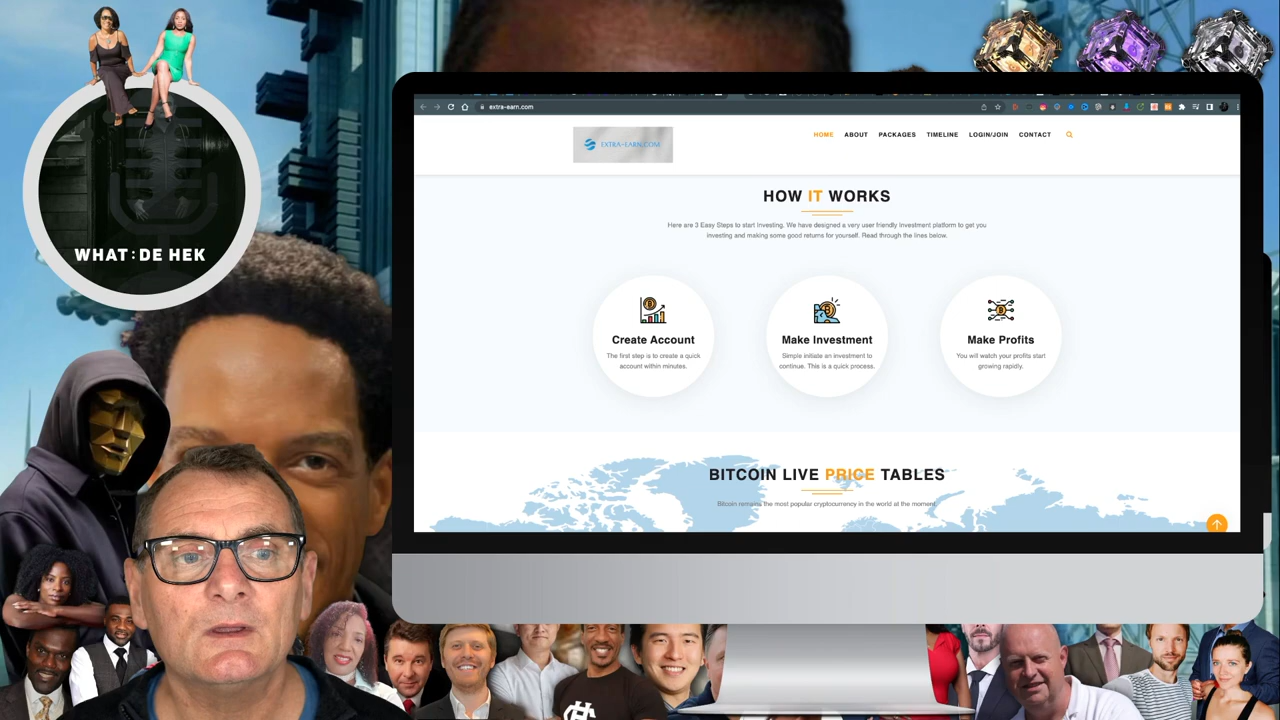 WHAT:DE HEK
extra-earn.com
EXTRA-EARN.COM
HOME ABOUT PACKAGES TIMELINE LOGIN/JOIN CONTACT
HOW IT WORKS
Here are 3 Easy Steps to start Investing. We have designed a very user friendly Investment platform to get you
investing and making some good returns for yourself. Read through the lines below.
Create Account
The first step is to create a quick
account within minutes.
Make Investment
Simple initiate an investment to
continue. This is a quick process.
Make Profits
You will watch your profits start
growing rapidly.
BITCOIN LIVE PRICE TABLES
Bitcoin remains the most popular cryptocurrency in the world at the moment.